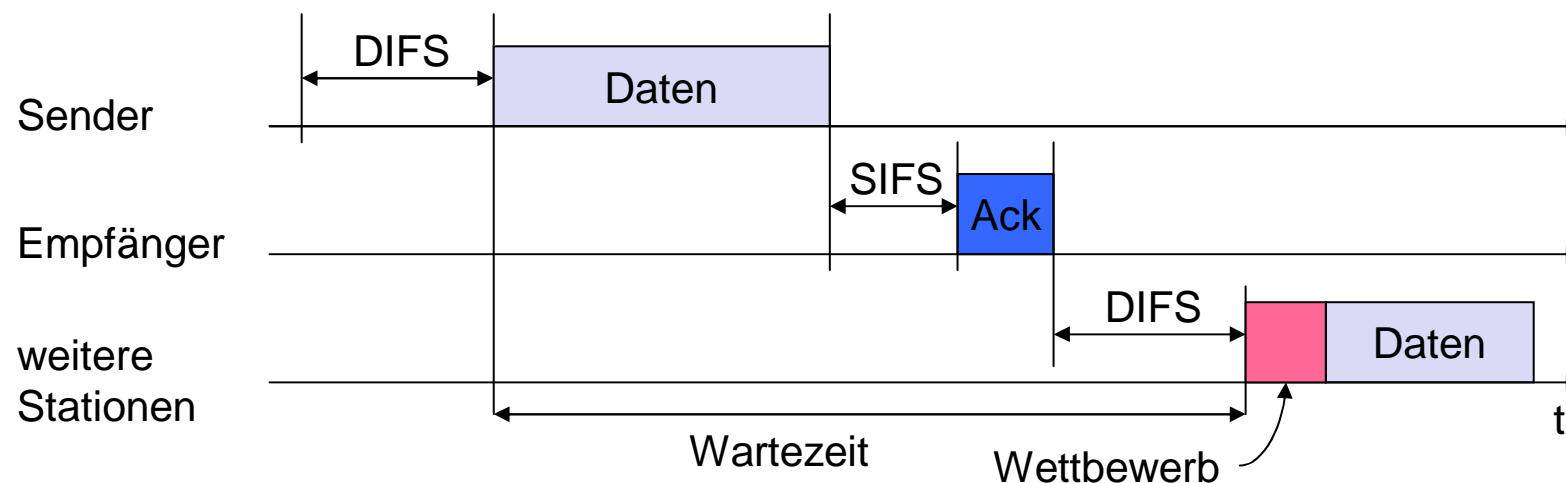 DIFS
Daten
Sender
SIFS
Ack
Empfänger
DIFS
Daten
weitere
Stationen
t
Wartezeit
Wettbewerb